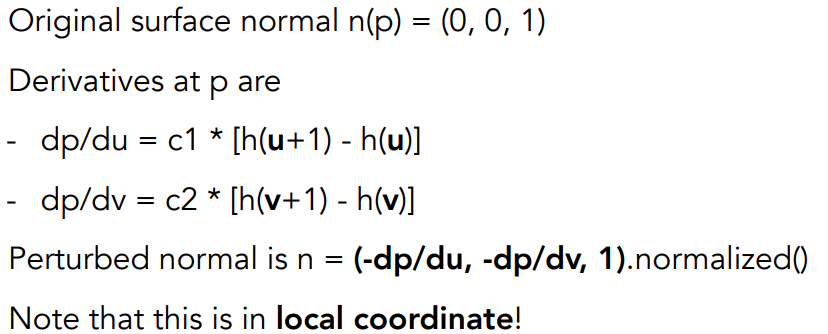 Original surface normal n(p) = (0, 0, 1)
Derivatives at p are
- dp/du = c1 * [h(u+1) - h(u)]
- dp/dv = c2 * [h(v+1) - h(v)]
Perturbed normal is n = (-dp/du, -dp/dv, 1).normalized()
Note that this is in local coordinate!